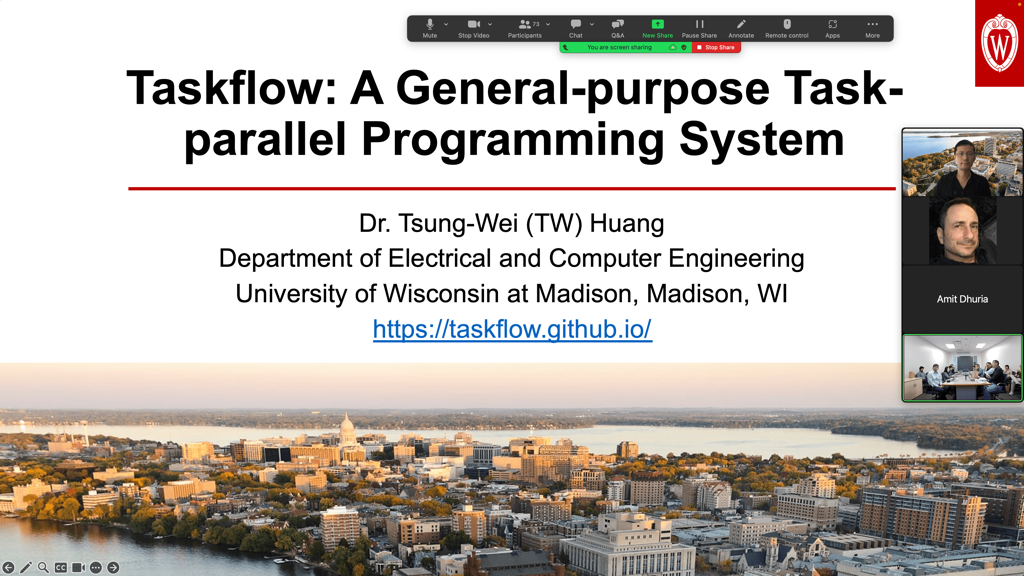 Mute
Stop Video
73
Participants
Chat
Q&A
New Share
Pause Share
Annotate
Remote control
Apps
More
You are screen sharing
Stop Share
W
Taskflow: A General-purpose Task-
parallel Programming System
Dr. Tsung-Wei (TW) Huang
Department of Electrical and Computer Engineering
University of Wisconsin at Madison, Madison, WI
https://taskflow.github.io/
Amit Dhuria
CC